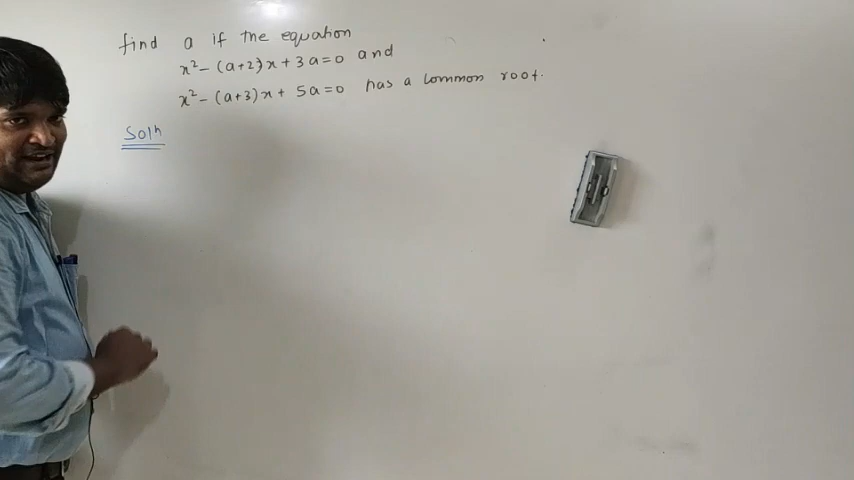 find a if the equation
x² - (a+2)x + 3a = 0 and
x² - (a+3)x + 5a = 0 has a common root.
Solⁿ